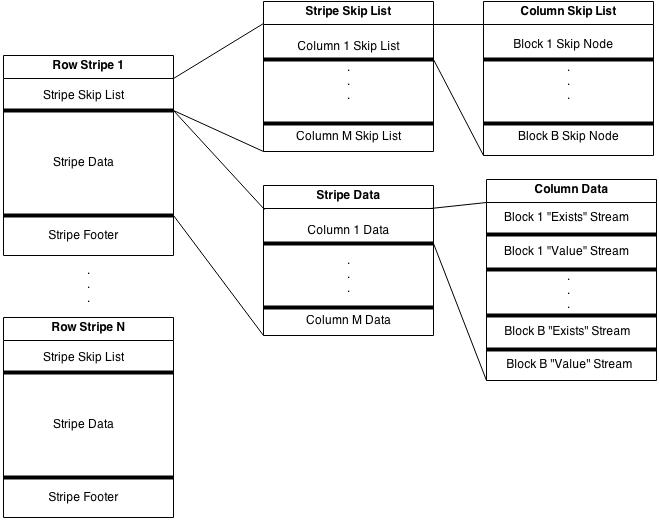 Row Stripe 1
Stripe Skip List
Stripe Data
Stripe Footer
.
.
.
Row Stripe N
Stripe Skip List
Stripe Data
Stripe Footer
Stripe Skip List
Column 1 Skip List
.
.
.
Column M Skip List
Stripe Data
Column 1 Data
.
.
.
Column M Data
Column Skip List
Block 1 Skip Node
.
.
.
Block B Skip Node
Column Data
Block 1 "Exists" Stream
Block 1 "Value" Stream
.
.
.
Block B "Exists" Stream
Block B "Value" Stream